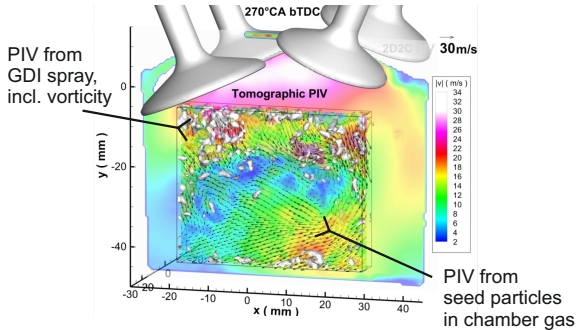 270°CA bTDC
PIV from
GDI spray,
incl. vorticity
2D2C
30m/s
Tomographic PIV
|v| ( m/s )
34
32
30
28
26
24
22
20
18
16
14
12
10
8
6
4
2
y ( mm )
0
-20
-40
-30
-20
-10
0
10
20
30
40
20
0
x ( mm )
PIV from
seed particles
in chamber gas